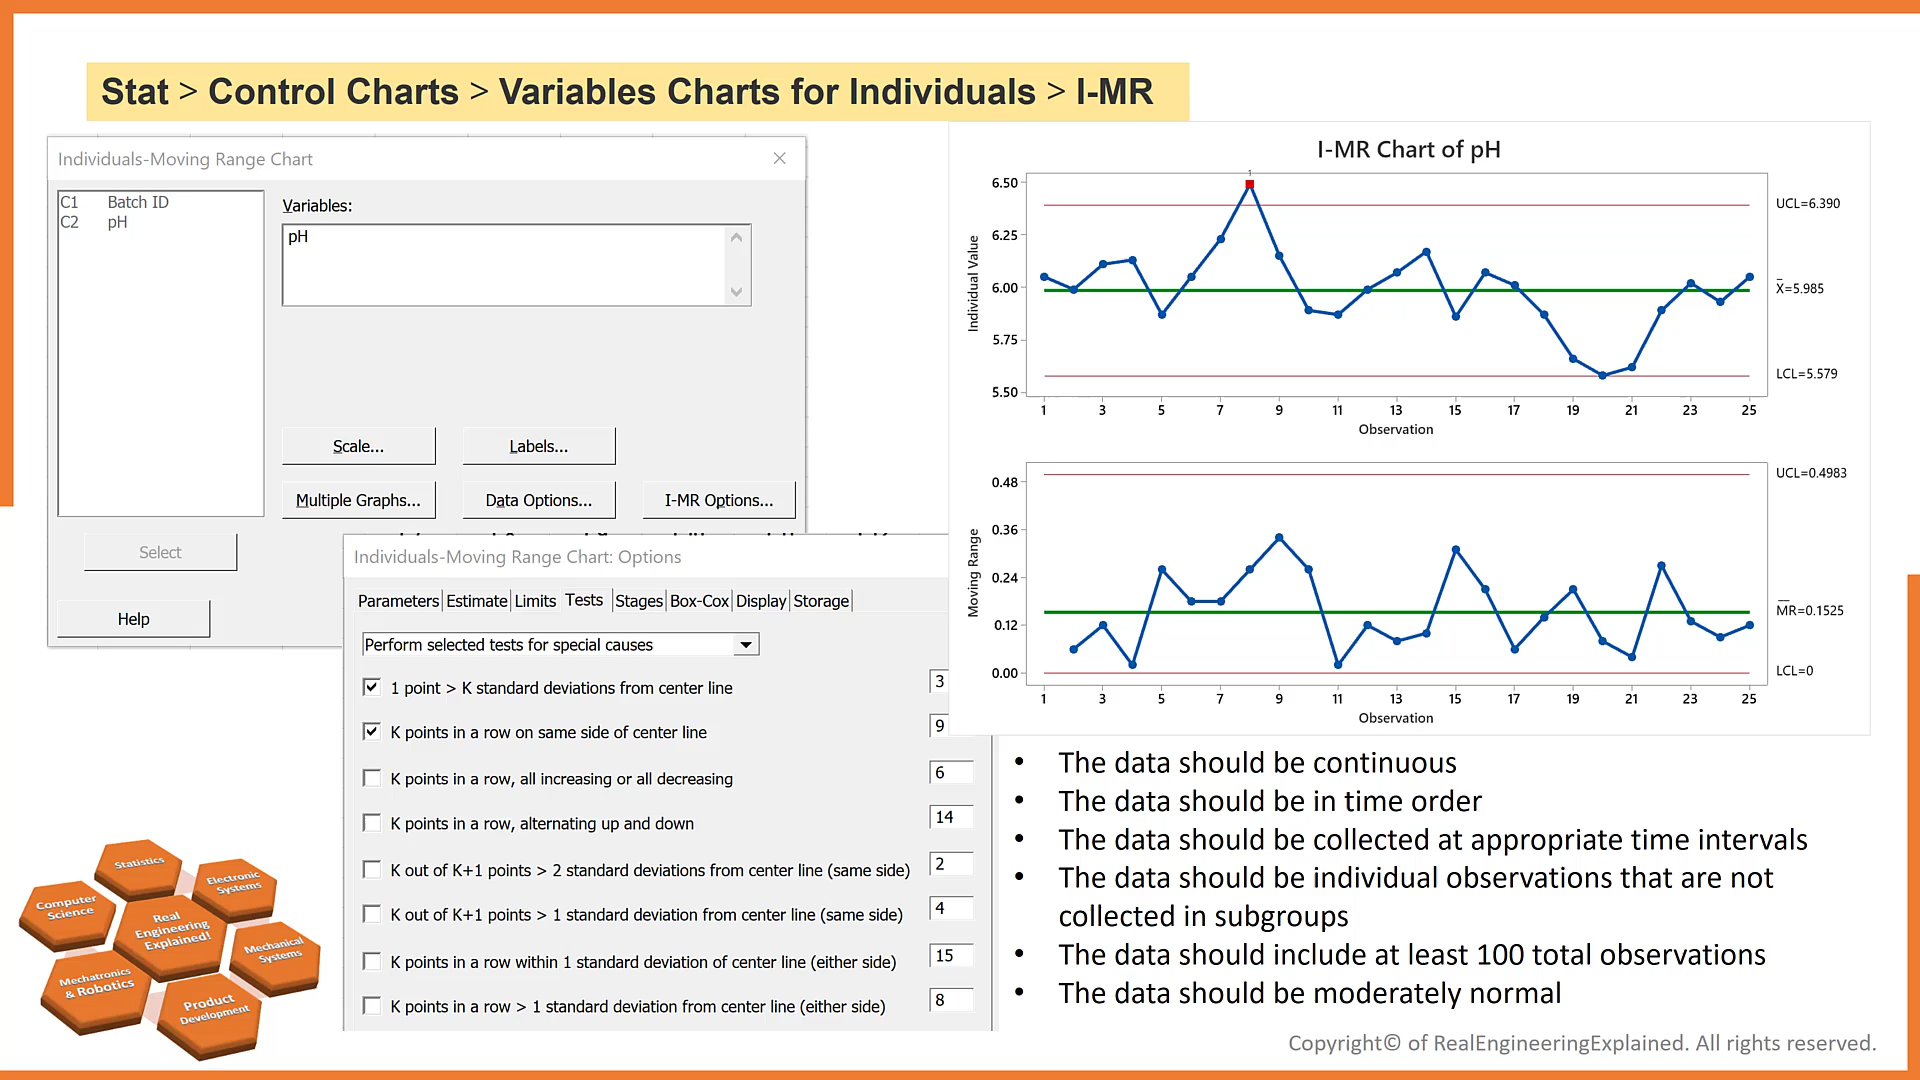 Stat > Control Charts > Variables Charts for Individuals > I-MR
Individuals-Moving Range Chart
C1 Batch ID
C2 pH
Variables:
pH
Scale...
Labels...
Multiple Graphs...
Data Options...
I-MR Options...
Select
Help
Individuals-Moving Range Chart: Options
Parameters Estimate Limits Tests Stages Box-Cox Display Storage
Perform selected tests for special causes
1 point > K standard deviations from center line 3
K points in a row on same side of center line 9
K points in a row, all increasing or all decreasing 6
K points in a row, alternating up and down 14
K out of K+1 points > 2 standard deviations from center line (same side) 2
K out of K+1 points > 1 standard deviation from center line (same side) 4
K points in a row within 1 standard deviation of center line (either side) 15
K points in a row > 1 standard deviation from center line (either side) 8
I-MR Chart of pH
1
6.50
6.25
6.00
5.75
5.50
Individual Value
UCL=6.390
X̄=5.985
LCL=5.579
1 3 5 7 9 11 13 15 17 19 21 23 25
Observation
0.48
0.36
0.24
0.12
0.00
Moving Range
UCL=0.4983
M̅R̅=0.1525
LCL=0
1 3 5 7 9 11 13 15 17 19 21 23 25
Observation
• The data should be continuous
• The data should be in time order
• The data should be collected at appropriate time intervals
• The data should be individual observations that are not
collected in subgroups
• The data should include at least 100 total observations
• The data should be moderately normal
Statistics
Electronic
Systems
Computer
Science
Real
Engineering
Explained!
Mechanical
Systems
Mechatronics
& Robotics
Product
Development
Copyright© of RealEngineeringExplained. All rights reserved.